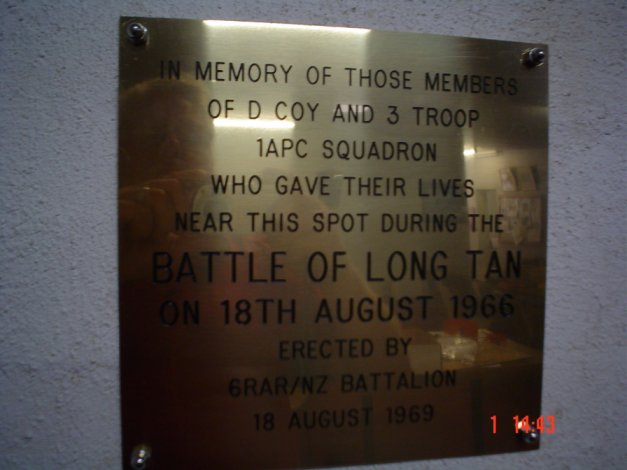 IN MEMORY OF THOSE MEMBERS
OF D COY AND 3 TROOP
1APC SQUADRON
WHO GAVE THEIR LIVES
NEAR THIS SPOT DURING THE
BATTLE OF LONG TAN
ON 18TH AUGUST 1966
ERECTED BY
6RAR/NZ BATTALION
18 AUGUST 1969
1 14:43